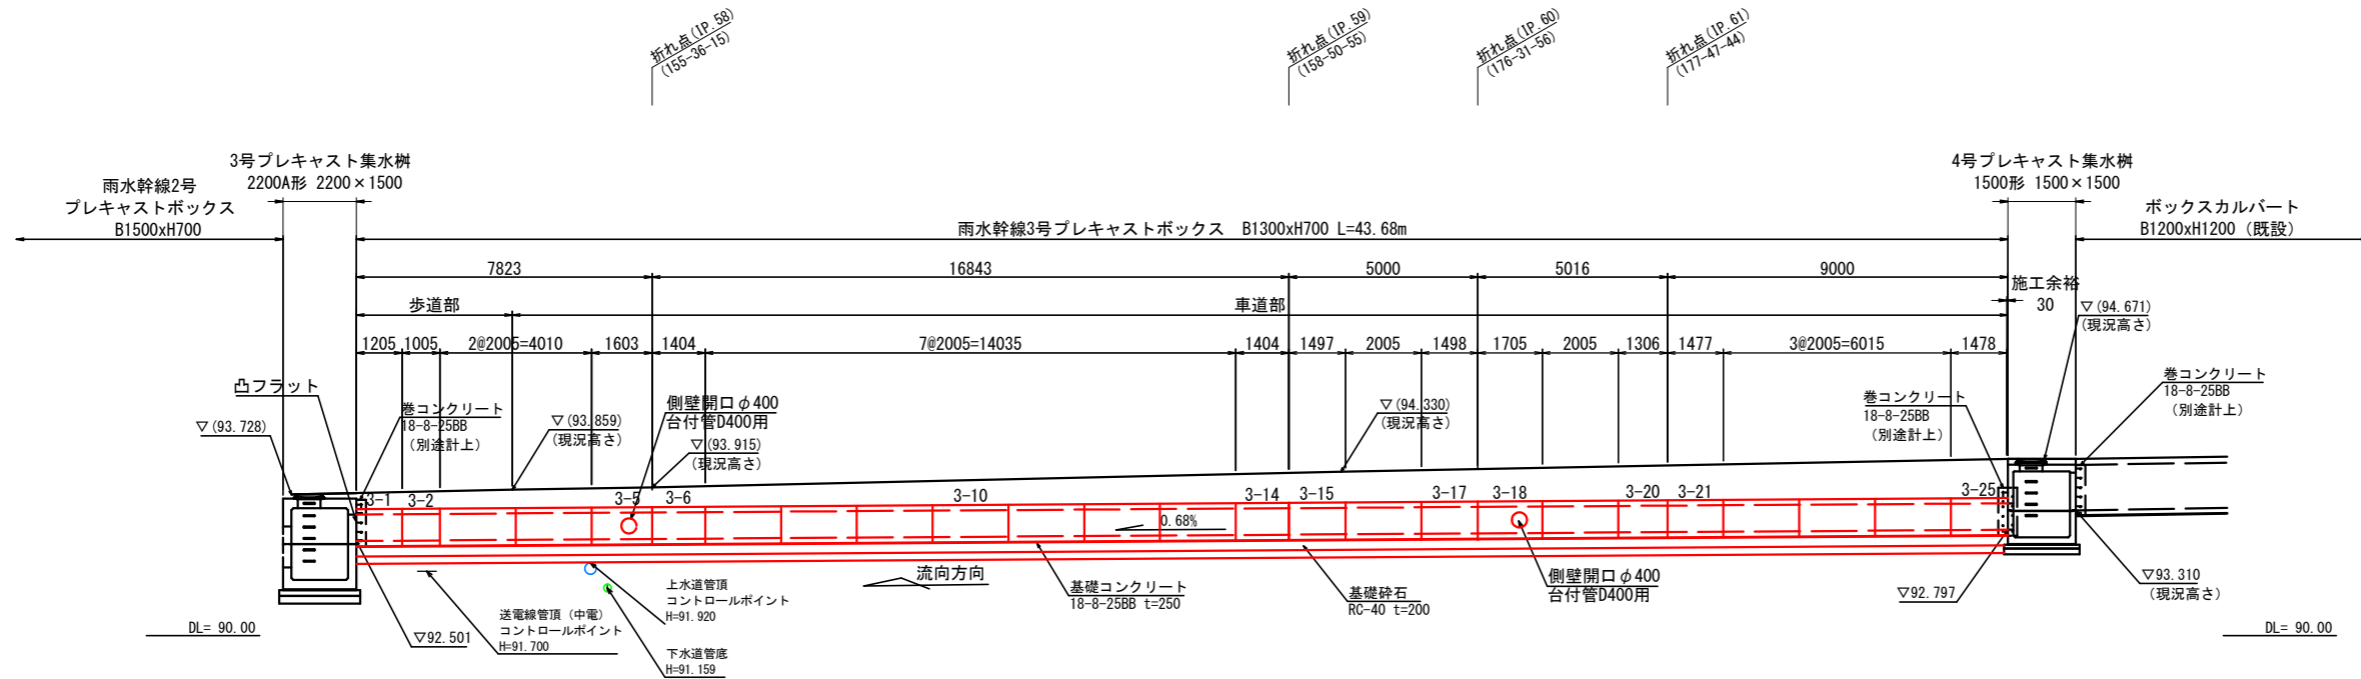 折れ点(IP.58)
(155-36-15)
折れ点(IP.59)
(158-50-55)
折れ点(IP.60)
(176-31-56)
折れ点(IP.61)
(177-47-44)
3号プレキャスト集水桝
2200A形 2200×1500
4号プレキャスト集水桝
1500形 1500×1500
雨水幹線2号
プレキャストボックス
B1500xH700
雨水幹線3号プレキャストボックス B1300xH700 L=43.68m
ボックスカルバート
B1200xH1200 (既設)
7823
16843
5000
5016
9000
施工余裕
30
歩道部
車道部
1205
1005
2@2005=4010
1603
1404
7@2005=14035
1404
1497
2005
1498
1705
2005
1306
1477
3@2005=6015
1478
▽(94.671)
(現況高さ)
凸フラット
▽(93.728)
巻コンクリート
18-8-25BB
(別途計上)
▽(93.859)
(現況高さ)
側壁開口φ400
台付管D400用
▽(93.915)
(現況高さ)
▽(94.330)
(現況高さ)
巻コンクリート
18-8-25BB
(別途計上)
巻コンクリート
18-8-25BB
(別途計上)
3-1
3-2
3-5
3-6
3-10
3-14
3-15
3-17
3-18
3-20
3-21
3-25
0.68%
流向方向
上水道管頂
コントロールポイント
H=91.920
送電線管頂 (中電)
コントロールポイント
H=91.700
下水道管底
H=91.159
▽92.501
基礎コンクリート
18-8-25BB t=250
基礎砕石
RC-40 t=200
側壁開口φ400
台付管D400用
▽92.797
▽93.310
(現況高さ)
DL= 90.00
DL= 90.00